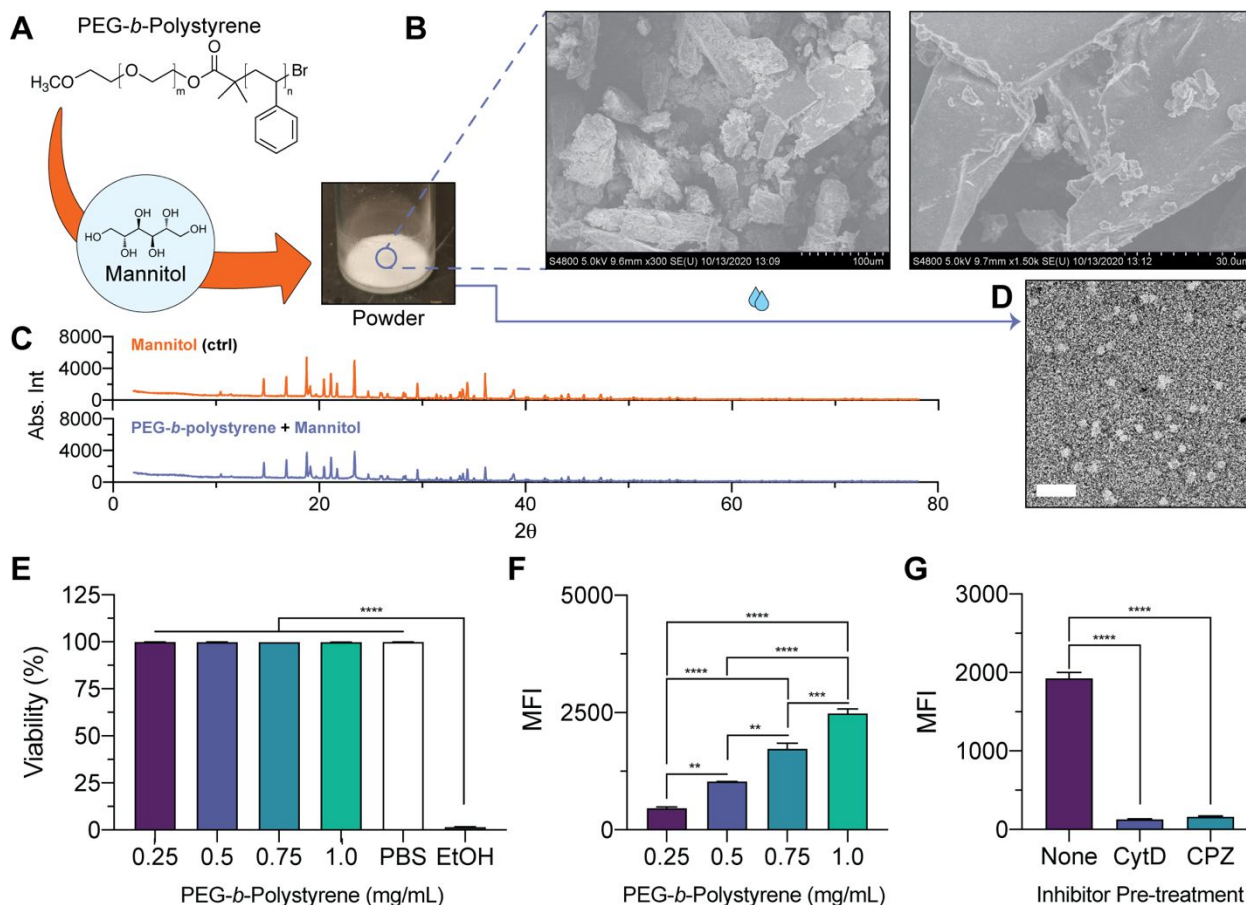 A
PEG-b-Polystyrene
H3CO
O
m
O
O
n
Br
HO
OH
OH
OH
OH
OH
Mannitol
Powder
B
S4800 5.0kV 9.6mm x300 SE(U) 10/13/2020 13:09
100um
S4800 5.0kV 9.7mm x1.50k SE(U) 10/13/2020 13:12
30.0um
C
Abs. Int
8000
4000
0
Mannitol (ctrl)
8000
4000
0
PEG-b-polystyrene + Mannitol
0 20 40 60 80
2θ
D
E
Viability (%)
125
100
75
50
25
0
****
0.25 0.5 0.75 1.0 PBS EtOH
PEG-b-Polystyrene (mg/mL)
F
MFI
5000
2500
0
****
****
****
***
**
**
0.25 0.5 0.75 1.0
PEG-b-Polystyrene (mg/mL)
G
MFI
3000
2000
1000
0
****
****
None CytD CPZ
Inhibitor Pre-treatment